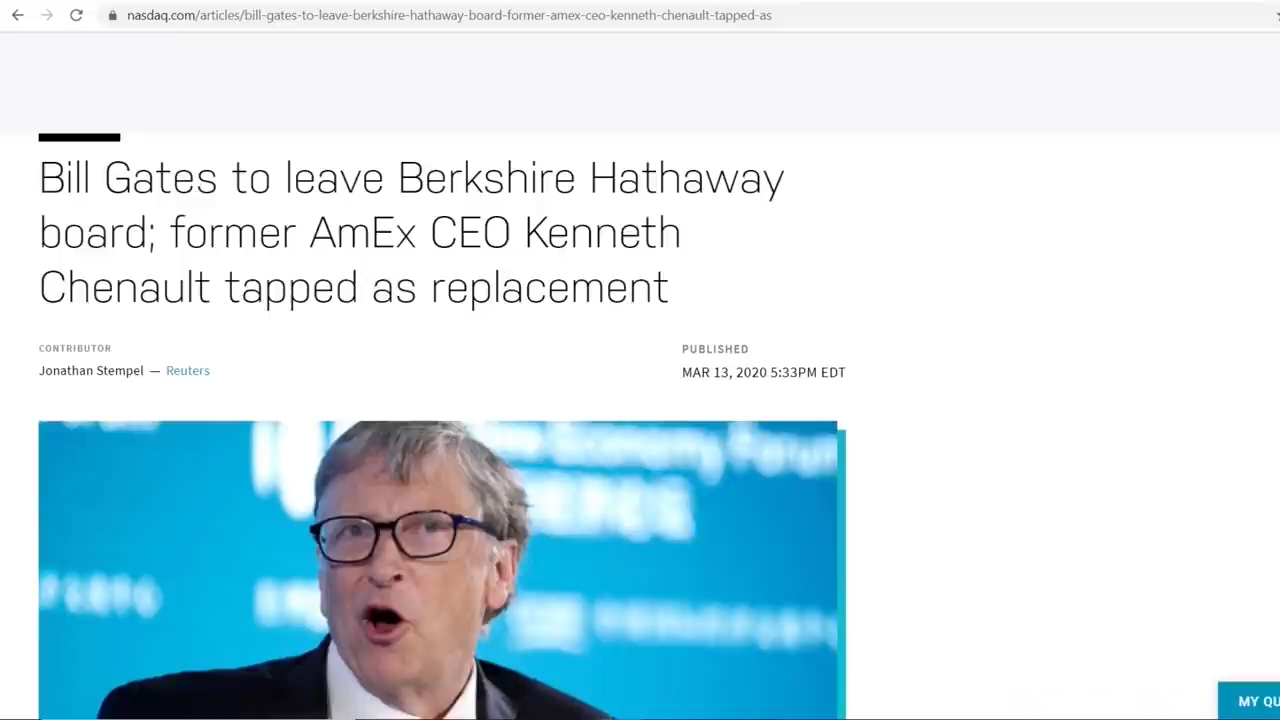 nasdaq.com/articles/bill-gates-to-leave-berkshire-hathaway-board-former-amex-ceo-kenneth-chenault-tapped-as
Bill Gates to leave Berkshire Hathaway
board; former AmEx CEO Kenneth
Chenault tapped as replacement
CONTRIBUTOR
Jonathan Stempel — Reuters
PUBLISHED
MAR 13, 2020 5:33PM EDT
Economy Forum
MY QU